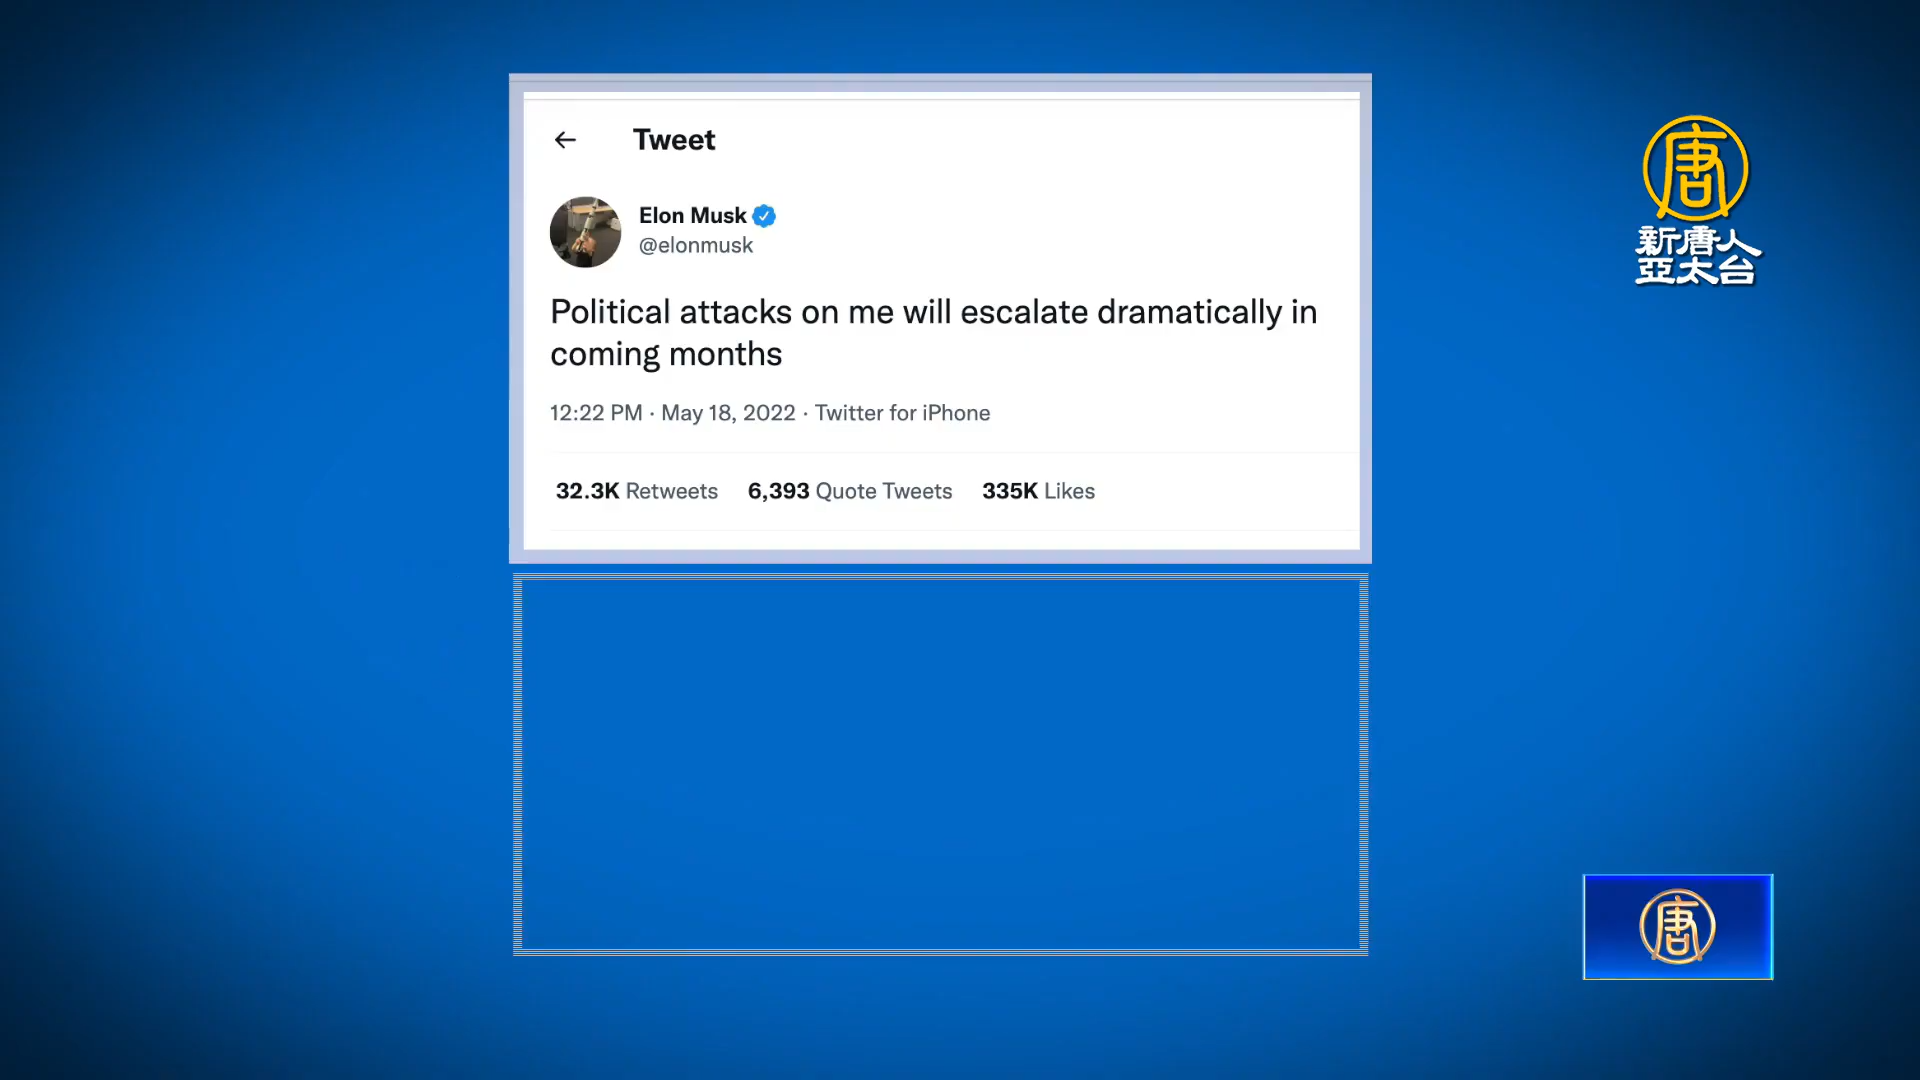 Tweet
Elon Musk
@elonmusk
Political attacks on me will escalate dramatically in
coming months
12:22 PM · May 18, 2022 · Twitter for iPhone
32.3K Retweets 6,393 Quote Tweets 335K Likes
唐
新唐人
亞太台
唐